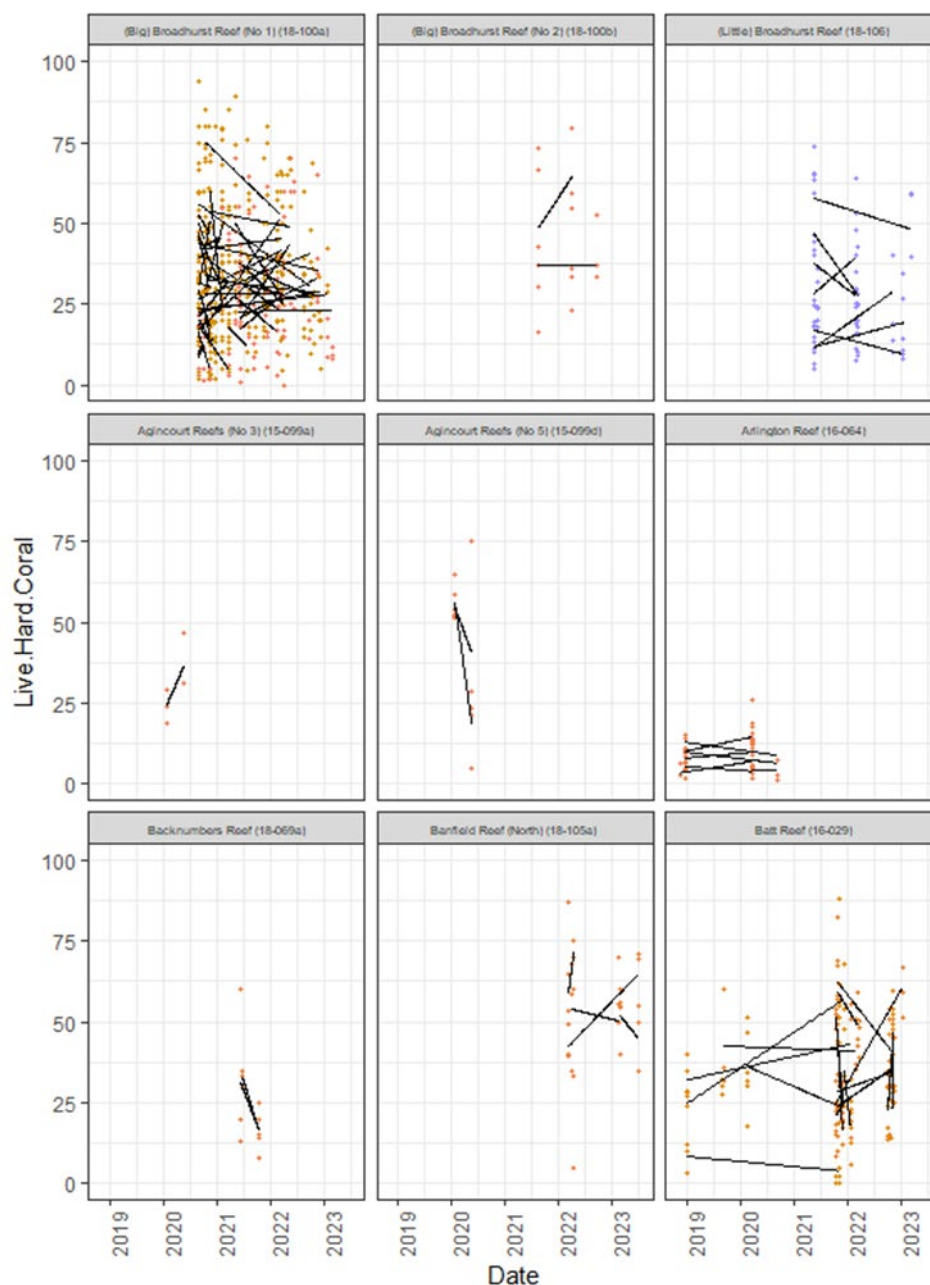 (Big) Broadhurst Reef (No 1) (18-100a)
(Big) Broadhurst Reef (No 2) (18-100b)
(Little) Broadhurst Reef (18-106)
100
75
50
25
0
Agincourt Reefs (No 3) (15-099a)
Agincourt Reefs (No 5) (15-099d)
Arlington Reef (16-064)
100
75
50
25
0
Live.Hard.Coral
Backnumbers Reef (18-069a)
Banfield Reef (North) (18-105a)
Batt Reef (16-029)
100
75
50
25
0
2019
2020
2021
2022
2023
2019
2020
2021
2022
2023
2019
2020
2021
2022
2023
Date